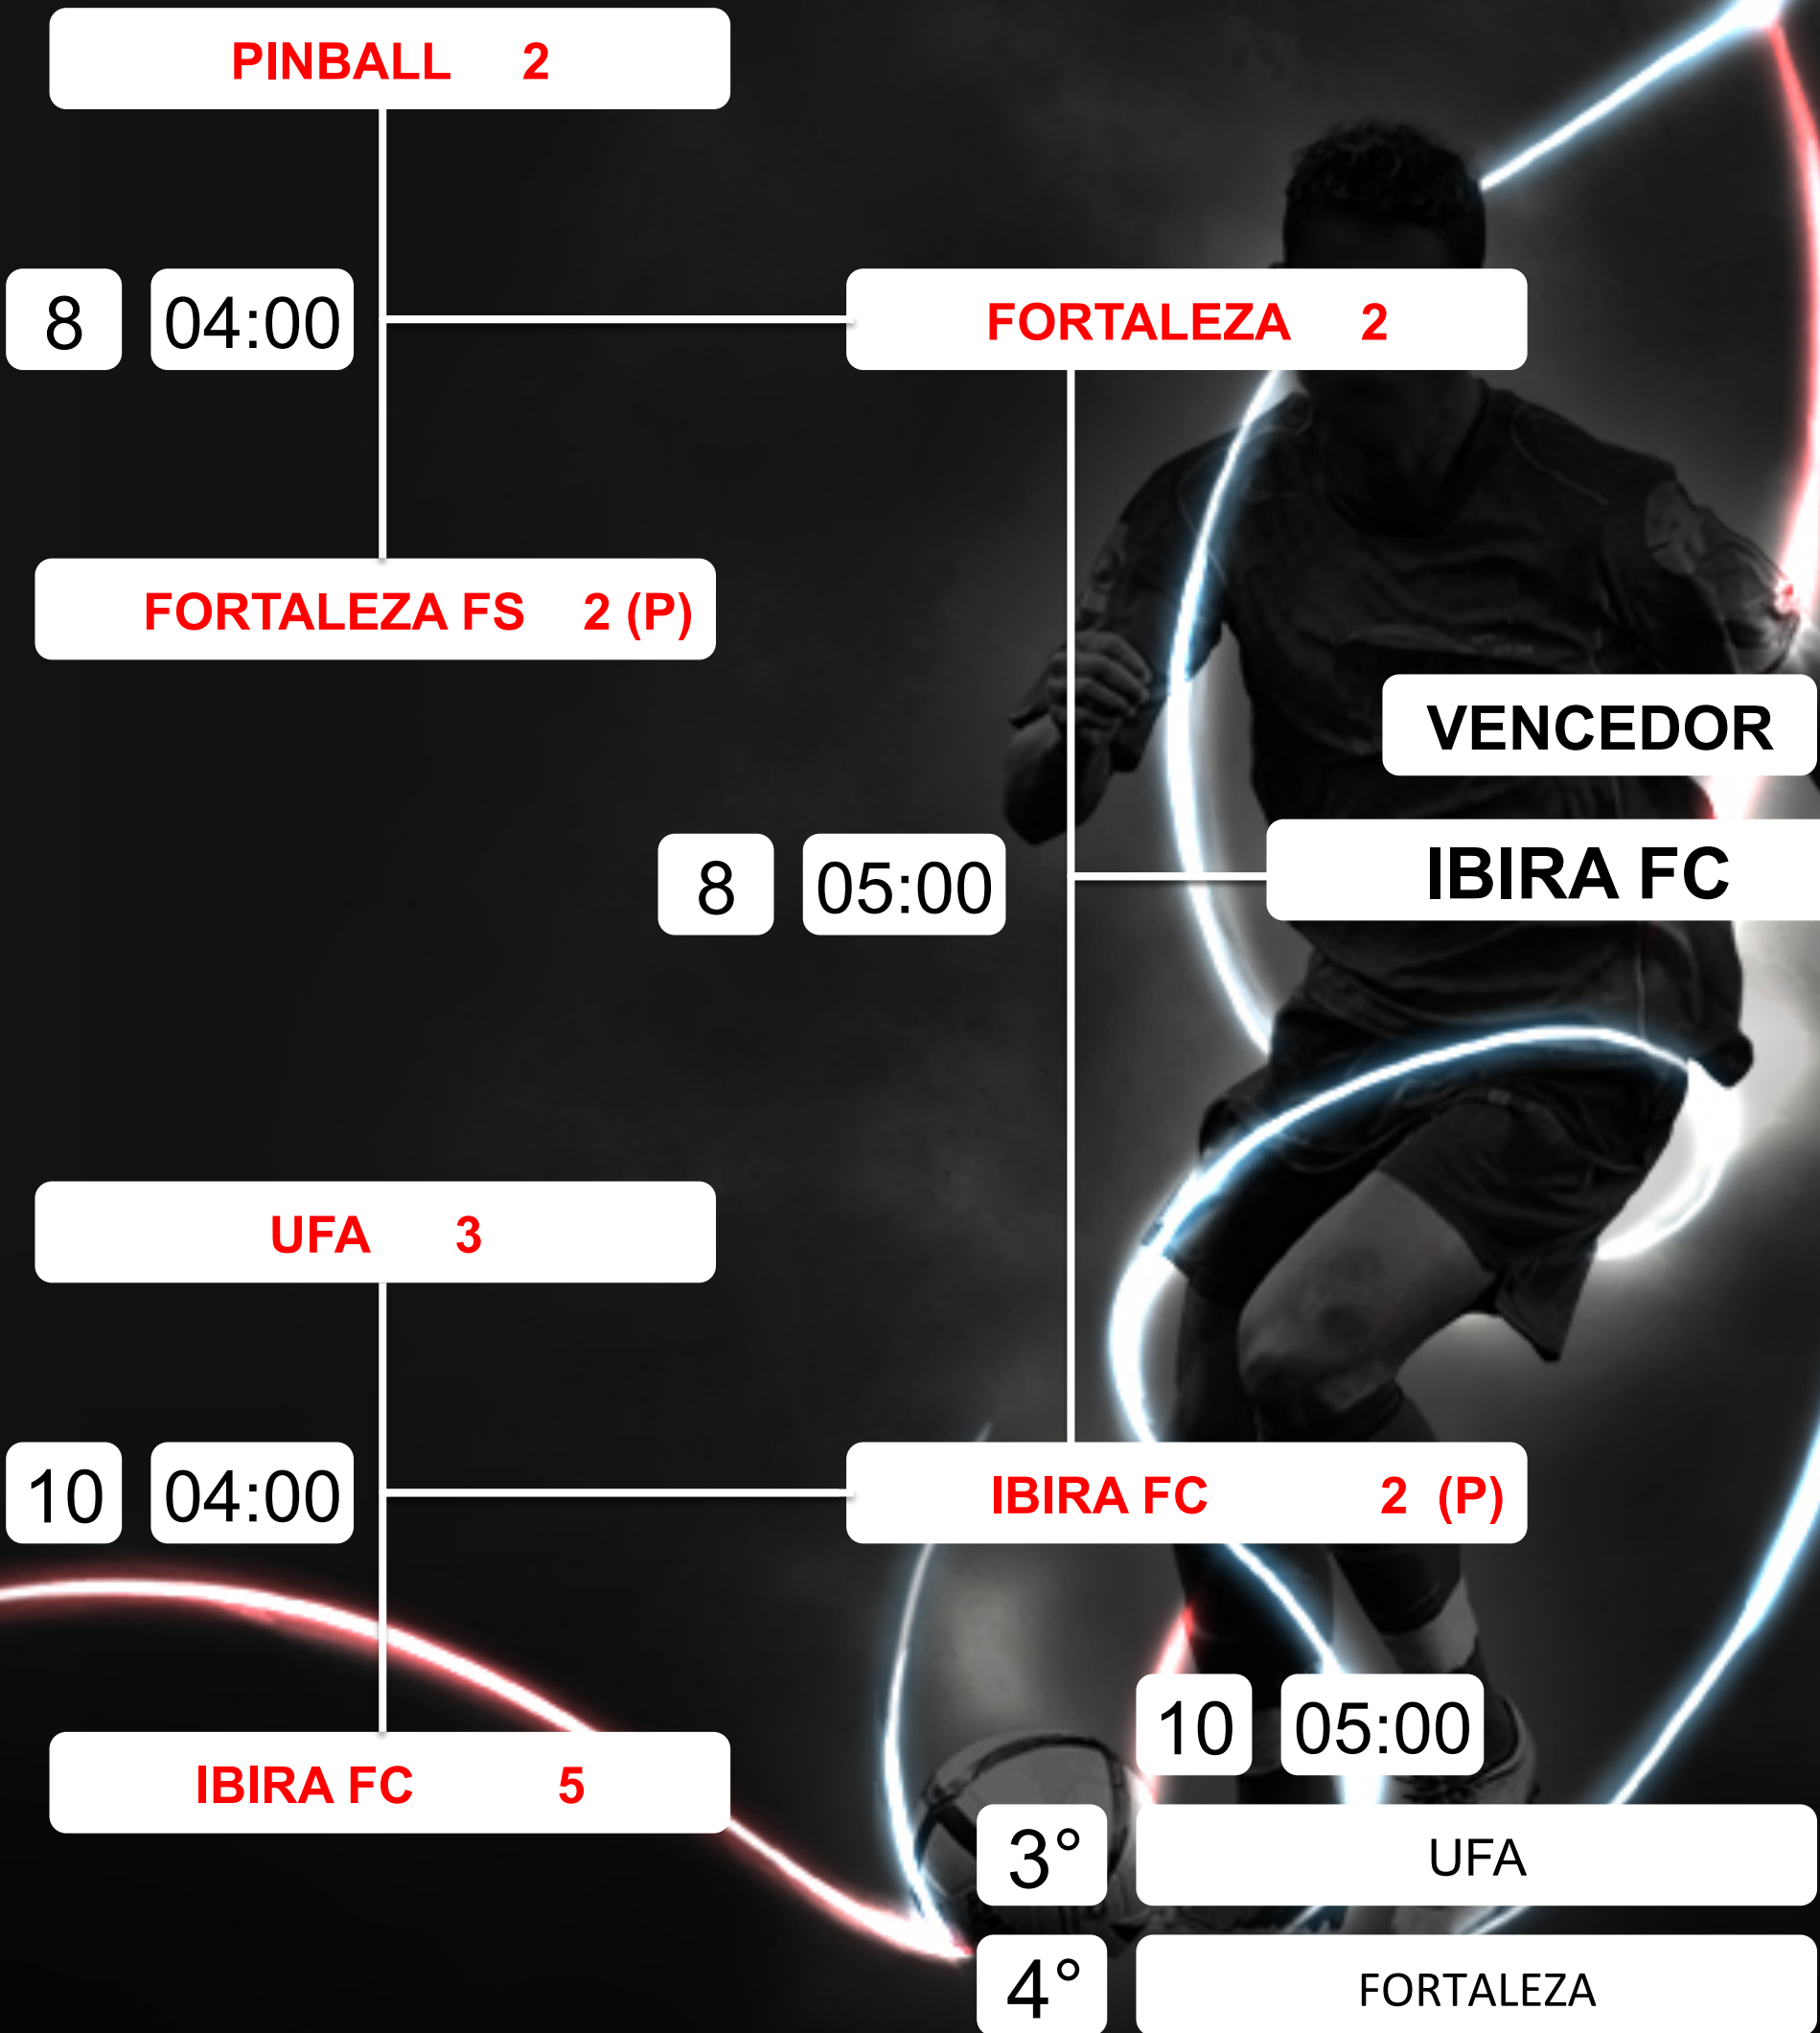 PINBALL 2
8 04:00
FORTALEZA 2
FORTALEZA FS 2 (P)
VENCEDOR
8 05:00
IBIRA FC
UFA 3
10 04:00
IBIRA FC 2 (P)
10 05:00
IBIRA FC 5
3° UFA
4° FORTALEZA